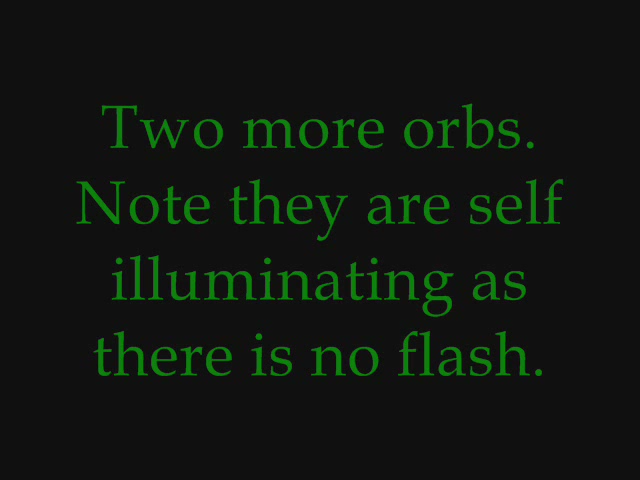 Two more orbs.
Note they are self
illuminating as
there is no flash.